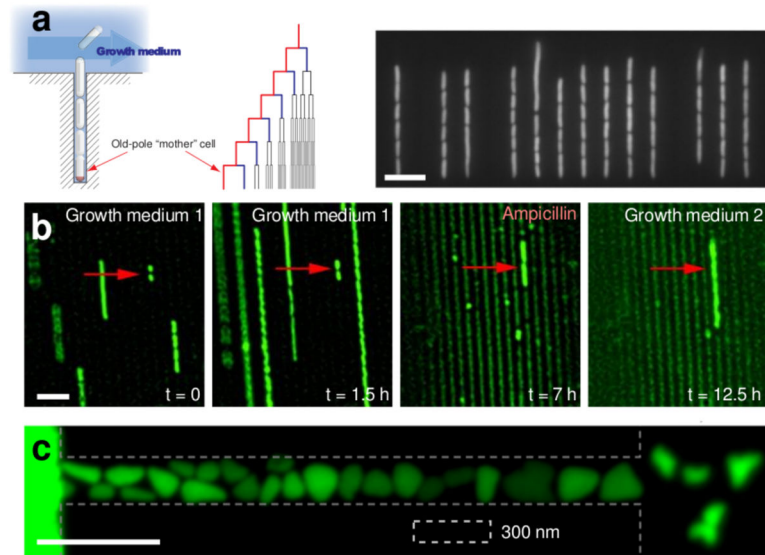 a
Growth medium
Old-pole "mother" cell
b
Growth medium 1
t = 0
Growth medium 1
t = 1.5 h
Ampicillin
t = 7 h
Growth medium 2
t = 12.5 h
c
300 nm